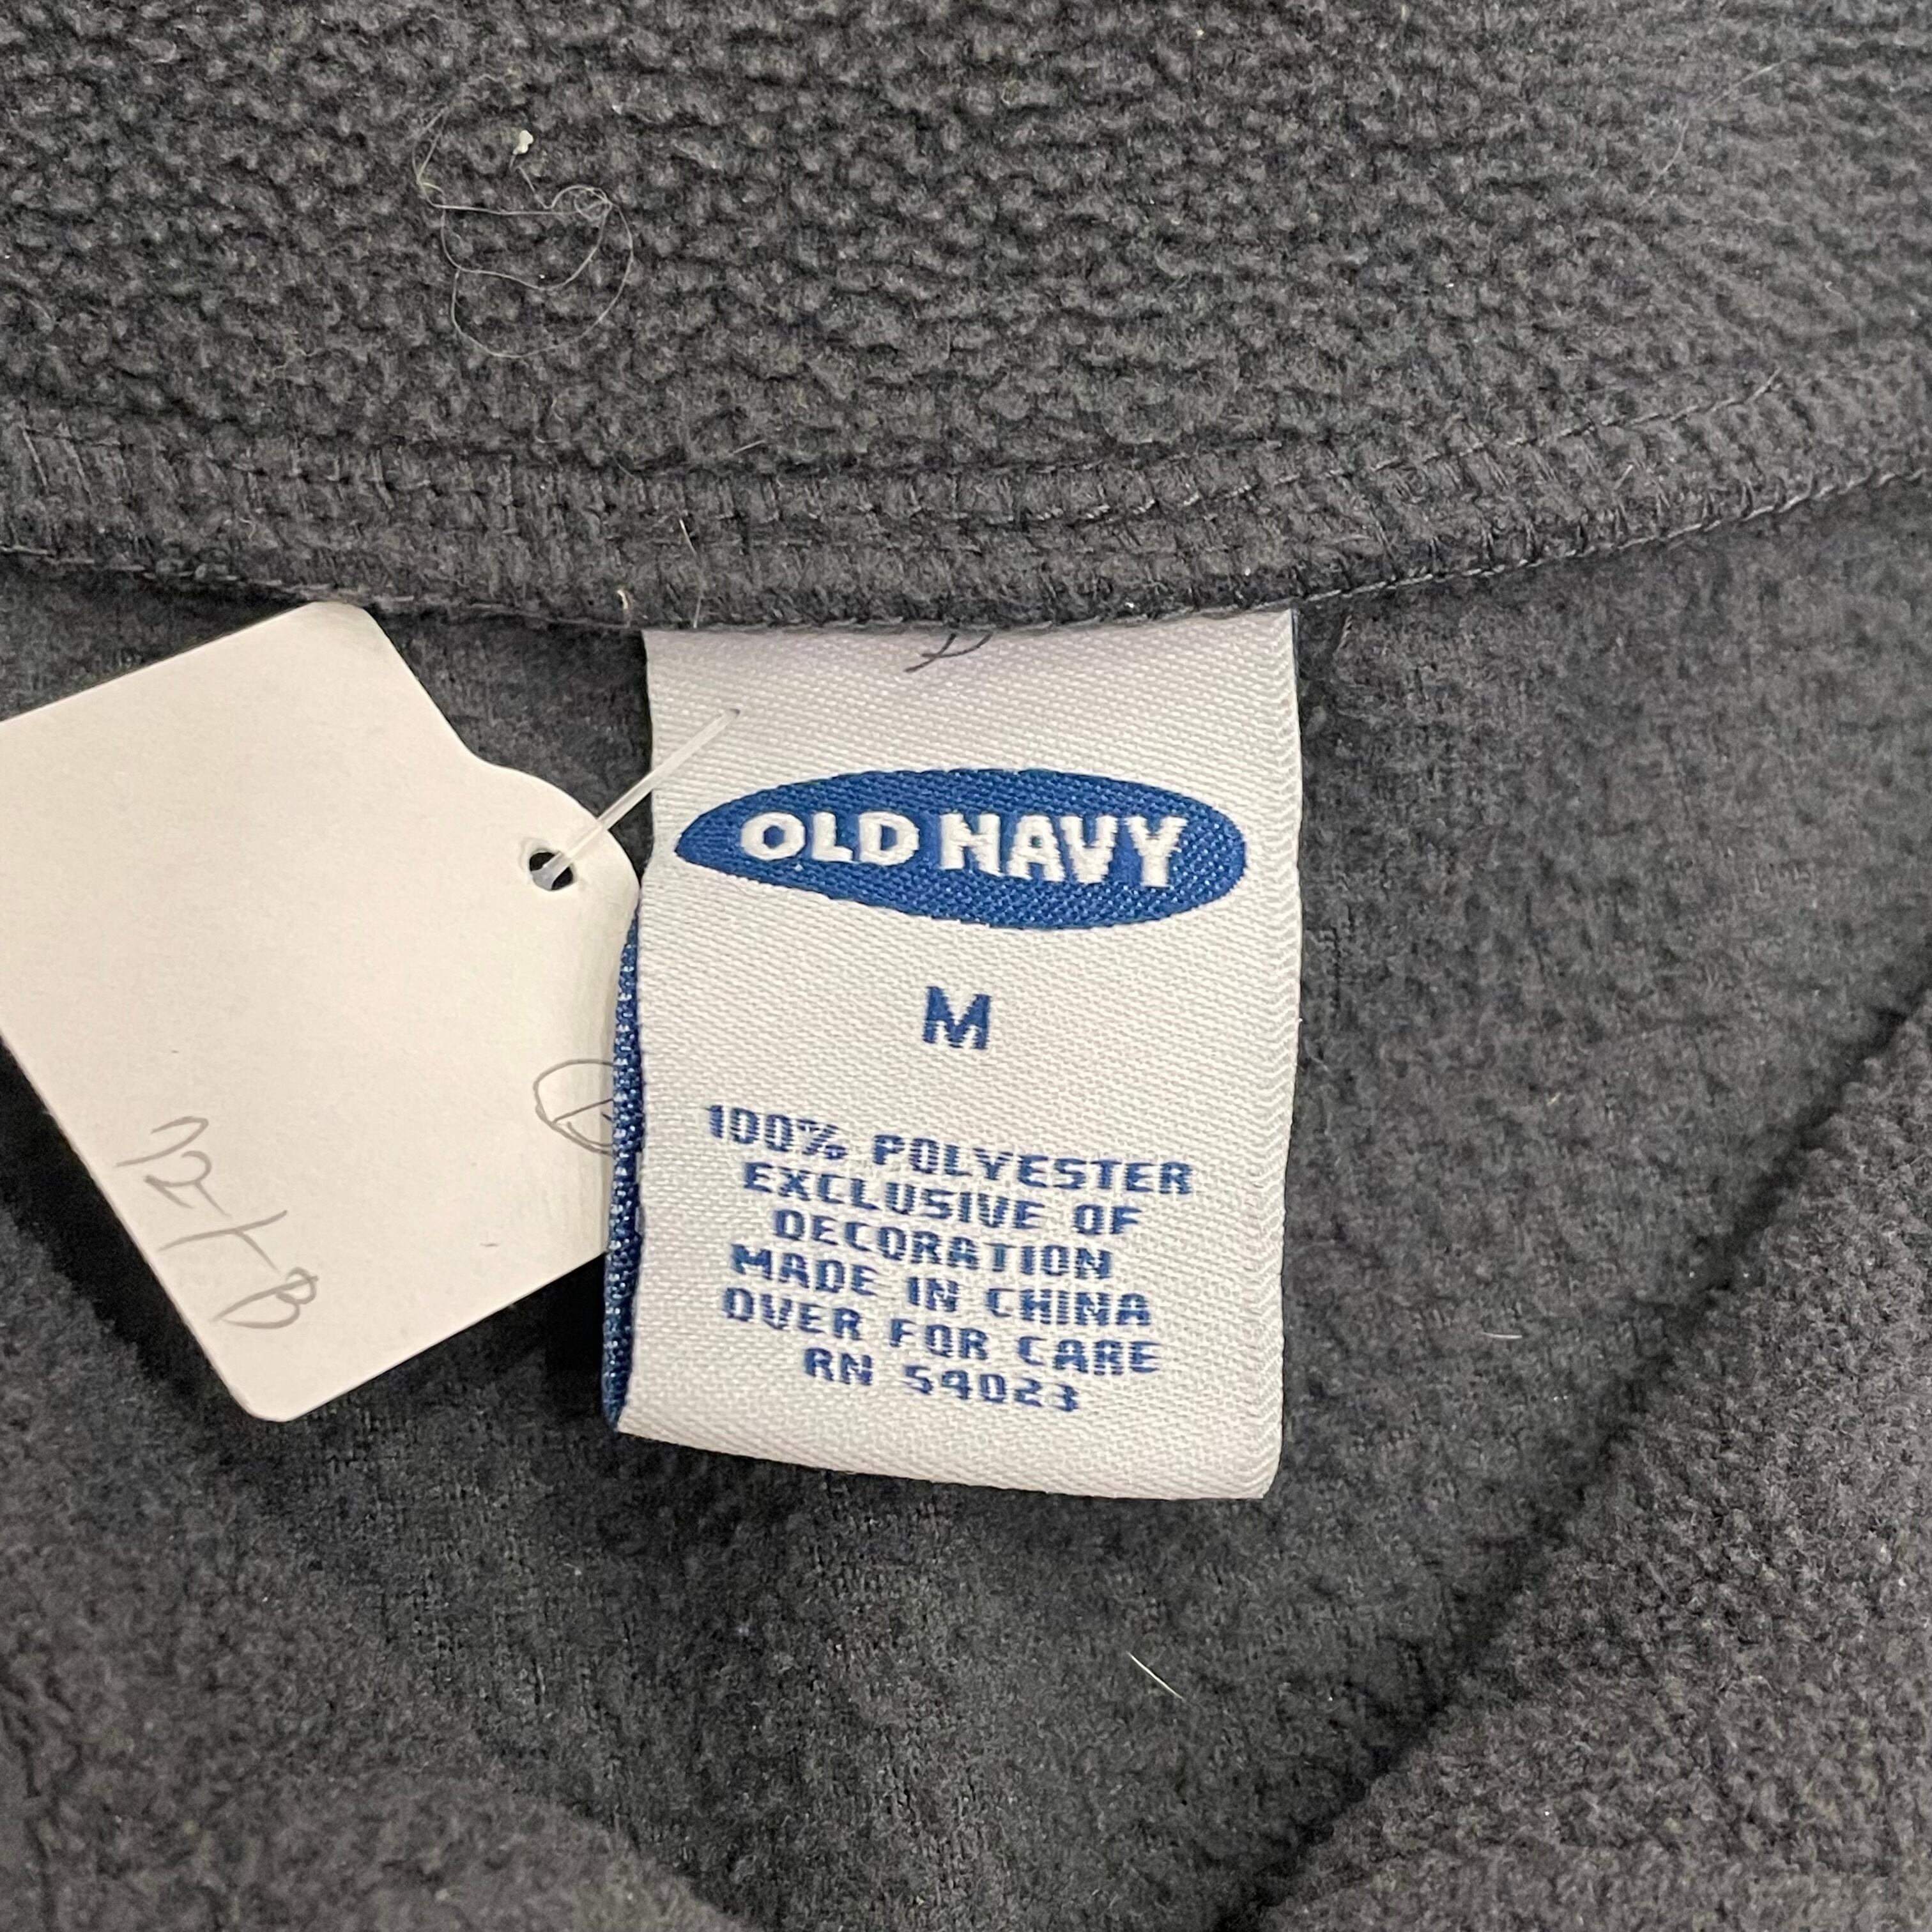 OLD NAVY
M
100% POLYESTER
EXCLUSIVE OF
DECORATION
MADE IN CHINA
OVER FOR CARE
RN 54023